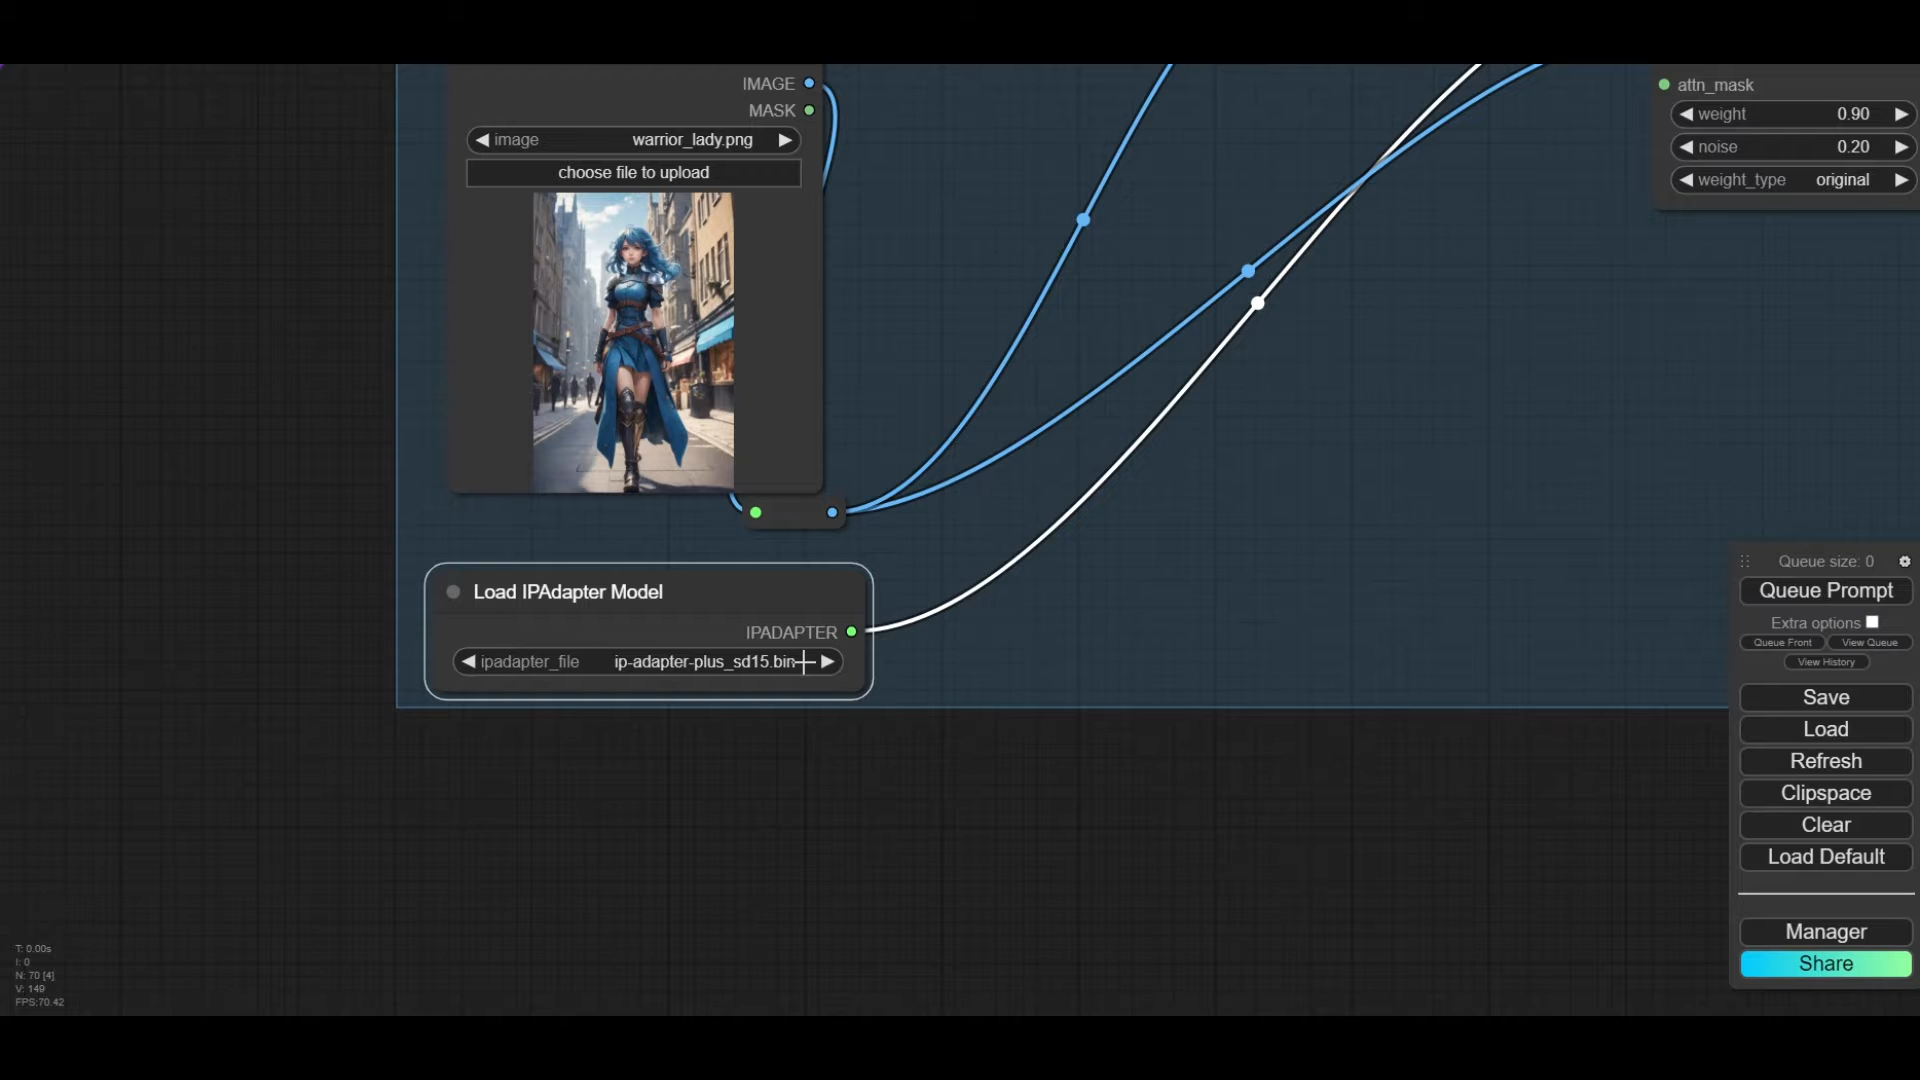 IMAGE
MASK
image warrior_lady.png
choose file to upload
Load IPAdapter Model
IPADAPTER
ipadapter_file ip-adapter-plus_sd15.bin
attn_mask
weight 0.90
noise 0.20
weight_type original
Queue size: 0
Queue Prompt
Extra options
Queue Front View Queue
View History
Save
Load
Refresh
Clipspace
Clear
Load Default
Manager
Share
T: 0.00s
I: 0
N: 70 [4]
V: 149
FPS:70.42